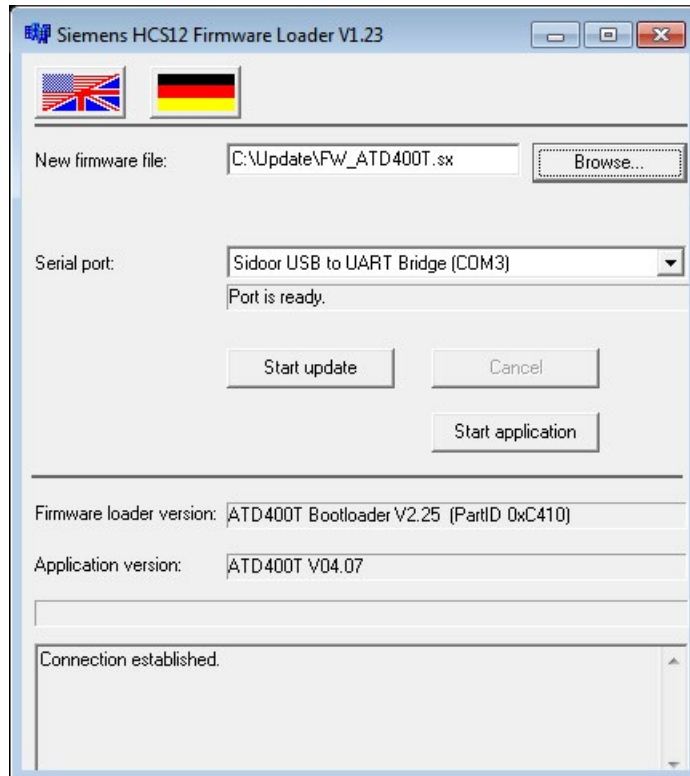 Siemens HCS12 Firmware Loader V1.23
New firmware file: C:\Update\FW_ATD400T.sx Browse...
Serial port: Sidoor USB to UART Bridge (COM3)
Port is ready.
Start update Cancel
Start application
Firmware loader version: ATD400T Bootloader V2.25 (PartID 0xC410)
Application version: ATD400T V04.07
Connection established.